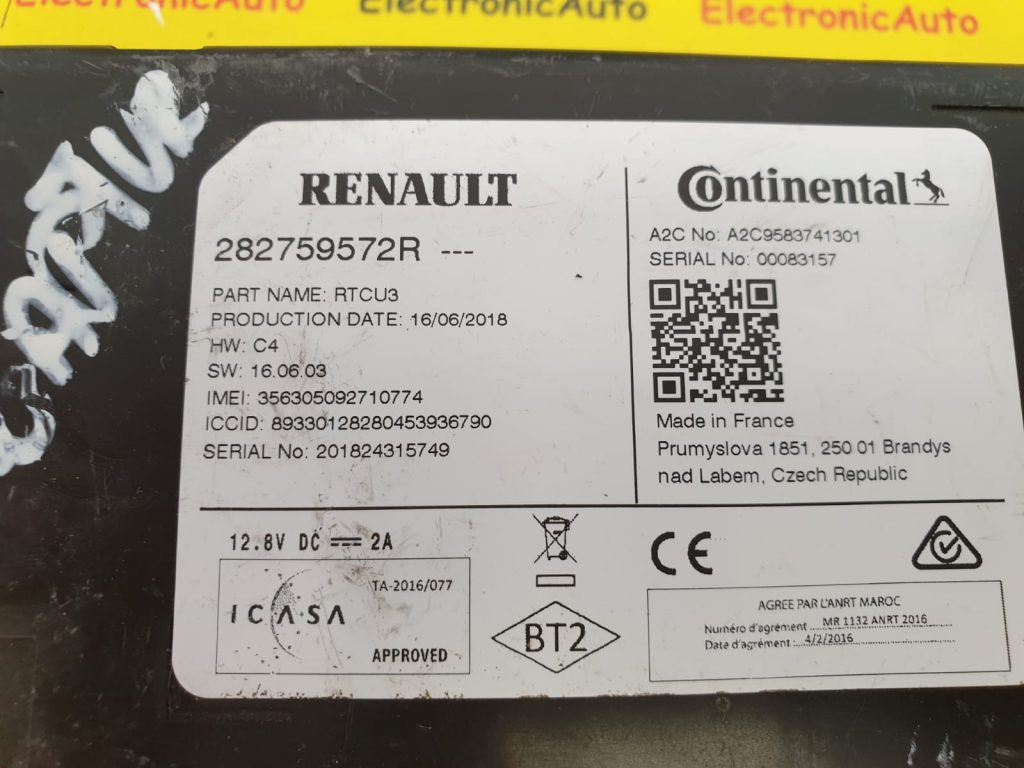 ElectronicAuto ElectronicAuto ElectronicAuto
RENAULT
282759572R ---
PART NAME: RTCU3
PRODUCTION DATE: 16/06/2018
HW: C4
SW: 16.06.03
IMEI: 356305092710774
ICCID: 89330128280453936790
SERIAL No: 201824315749
Continental
A2C No: A2C9583741301
SERIAL No: 00083157
Made in France
Prumyslova 1851, 250 01 Brandys
nad Labem, Czech Republic
12.8V DC 2A
TA-2016/077
ICASA
APPROVED
BT2
CE
AGREE PAR L'ANRT MAROC
Numéro d'agrément MR 1132 ANRT 2016
Date d'agrément: 4/2/2016